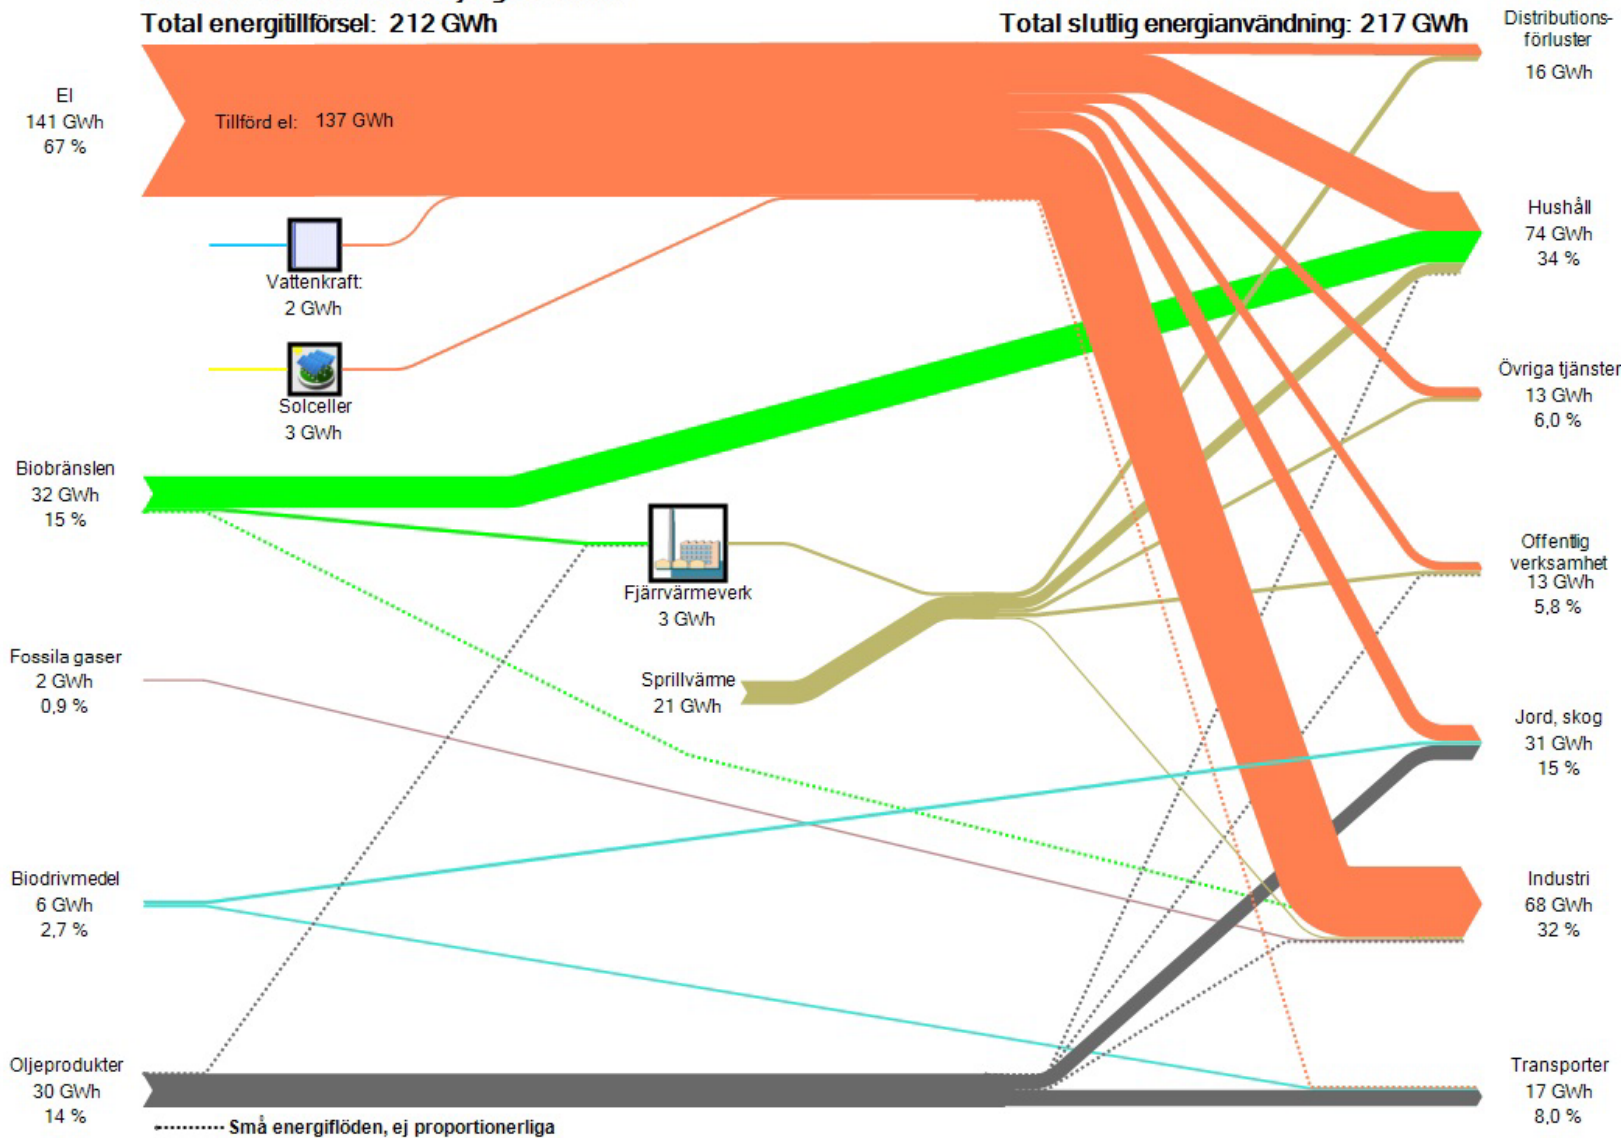 Total energitillförsel: 212 GWh
Total slutlig energianvändning: 217 GWh
Distributions-
förluster
16 GWh
El
141 GWh
67 %
Tillförd el: 137 GWh
Hushåll
74 GWh
34 %
Vattenkraft:
2 GWh
Solceller
3 GWh
Övriga tjänster
13 GWh
6,0 %
Biobränslen
32 GWh
15 %
Fjärrvärmeverk
3 GWh
Offentlig
verksamhet
13 GWh
5,8 %
Fossila gaser
2 GWh
0,9 %
Sprillvärme
21 GWh
Jord, skog
31 GWh
15 %
Biodrivmedel
6 GWh
2,7 %
Industri
68 GWh
32 %
Oljeprodukter
30 GWh
14 %
Transporter
17 GWh
8,0 %
Små energiflöden, ej proportionerliga